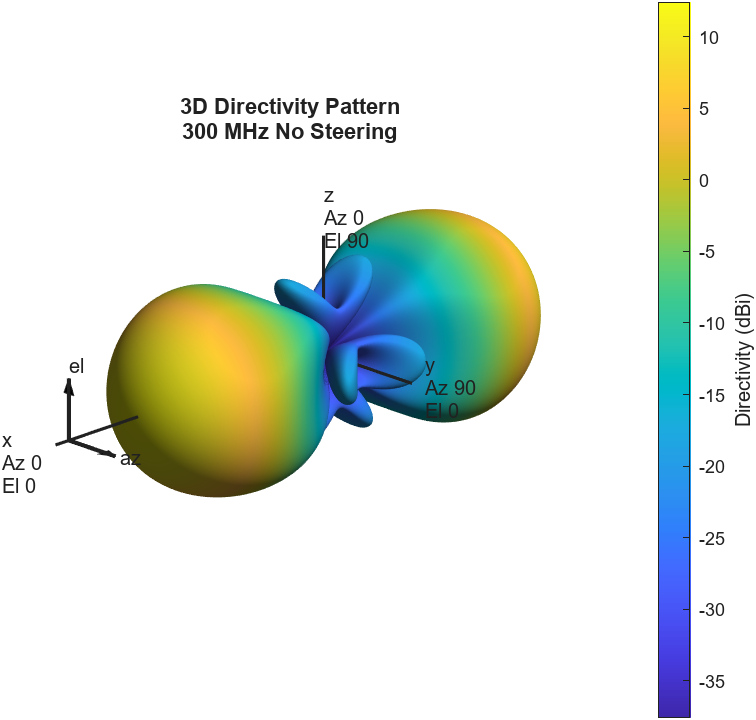 3D Directivity Pattern
300 MHz No Steering
z
Az 0
El 90
y
Az 90
El 0
x
Az 0
El 0
el
az
10
5
0
-5
-10
-15
-20
-25
-30
-35
Directivity (dBi)